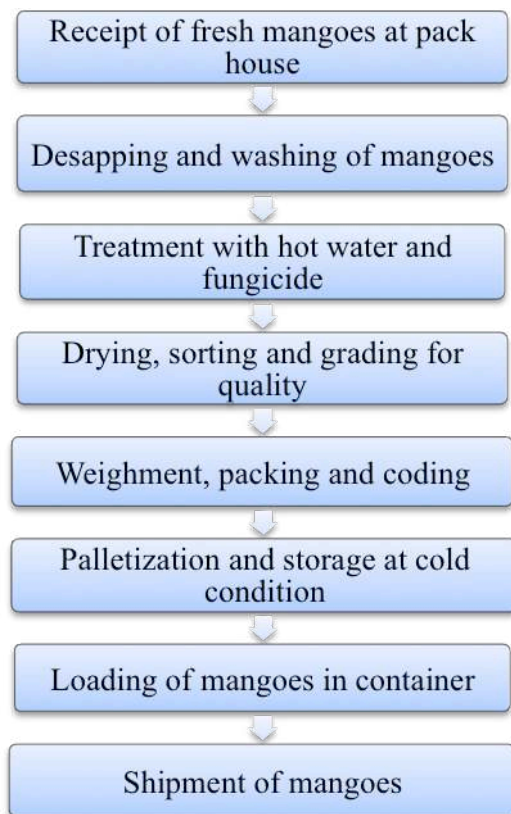 Receipt of fresh mangoes at pack
house
Desapping and washing of mangoes
Treatment with hot water and
fungicide
Drying, sorting and grading for
quality
Weighment, packing and coding
Palletization and storage at cold
condition
Loading of mangoes in container
Shipment of mangoes